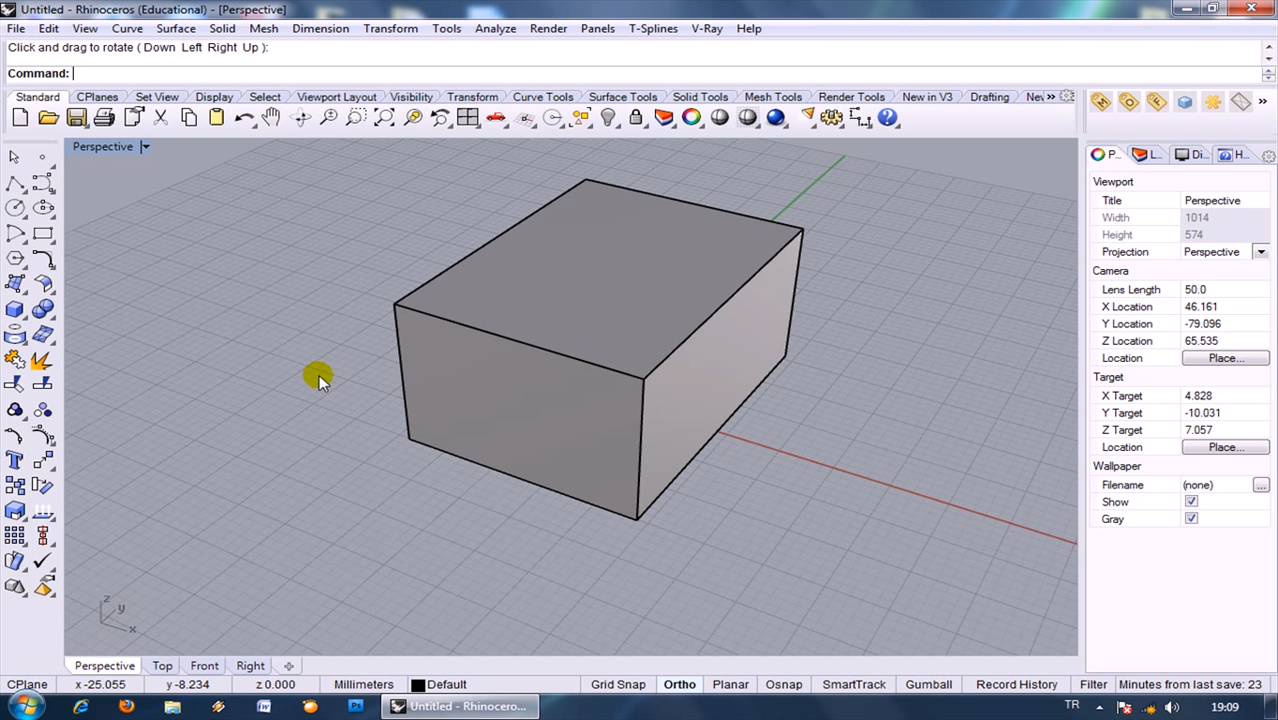 Untitled - Rhinoceros (Educational) - [Perspective]
File Edit View Curve Surface Solid Mesh Dimension Transform Tools Analyze Render Panels T-Splines V-Ray Help
Click and drag to rotate ( Down Left Right Up ):
Command:
Standard CPlanes Set View Display Select Viewport Layout Visibility Transform Curve Tools Surface Tools Solid Tools Mesh Tools Render Tools New in V3 Drafting Nev »
Perspective
P... L... Di... H...
Viewport
Title Perspective
Width 1014
Height 574
Projection Perspective
Camera
Lens Length 50.0
X Location 46.161
Y Location -79.096
Z Location 65.535
Location Place...
Target
X Target 4.828
Y Target -10.031
Z Target 7.057
Location Place...
Wallpaper
Filename (none) ...
Show
Gray
z
y
x
Perspective Top Front Right
CPlane x -25.055 y -8.234 z 0.000 Millimeters Default Grid Snap Ortho Planar Osnap SmartTrack Gumball Record History Filter Minutes from last save: 23
Untitled - Rhinocero... TR 19:09